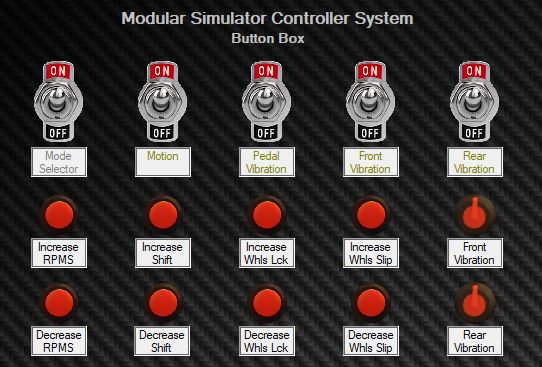 Modular Simulator Controller System
Button Box
ON ON ON ON ON
OFF OFF OFF OFF OFF
Mode Selector
Motion
Pedal Vibration
Front Vibration
Rear Vibration
Increase RPMS
Increase Shift
Increase Whls Lck
Increase Whls Slip
Front Vibration
Decrease RPMS
Decrease Shift
Decrease Whls Lck
Decrease Whls Slip
Rear Vibration